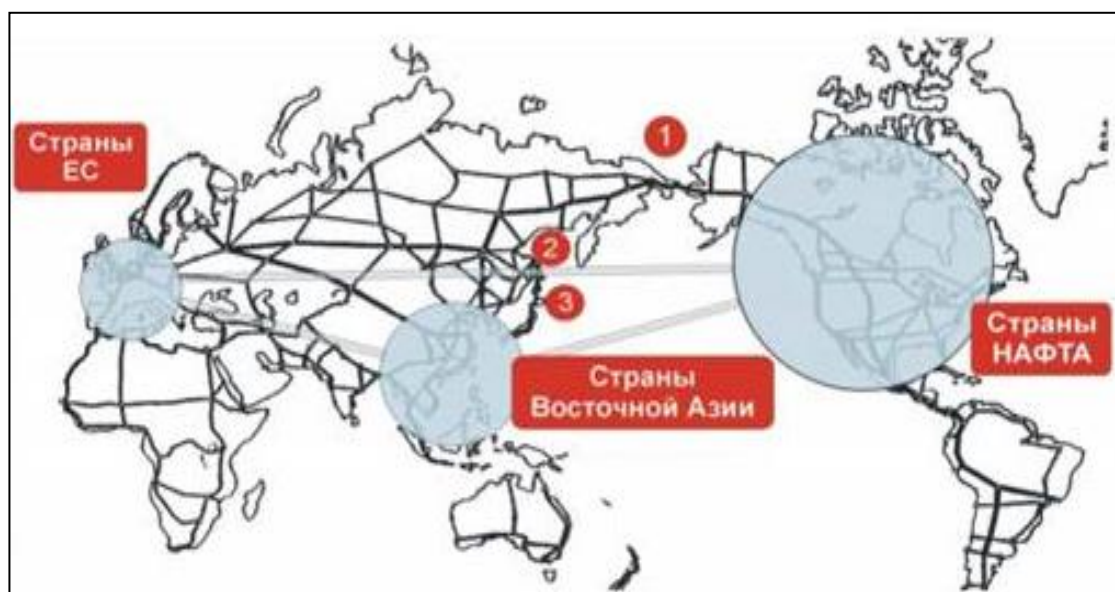 Страны
ЕС
1
2
3
Страны
НАФТА
Страны
Восточной Азии